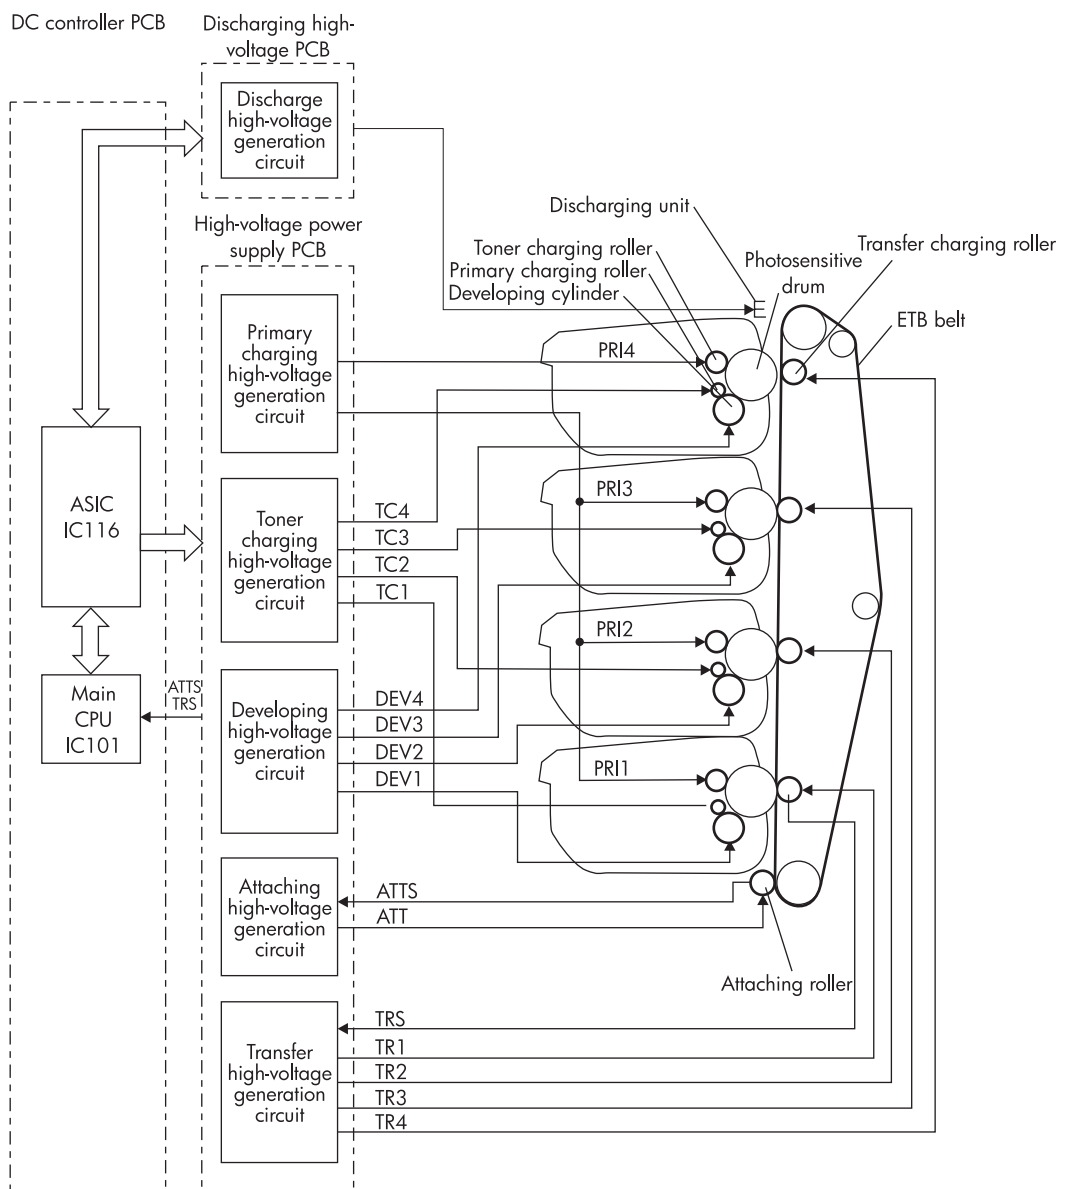 DC controller PCB
Discharging high-
voltage PCB
Discharge
high-voltage
generation
circuit
High-voltage power
supply PCB
Discharging unit
Toner charging roller
Primary charging roller
Developing cylinder
Transfer charging roller
Photosensitive
drum
ETB belt
Primary
charging
high-voltage
generation
circuit
PRI4
ASIC
IC116
Toner
charging
high-voltage
generation
circuit
TC4
TC3
TC2
TC1
PRI3
PRI2
Main
CPU
IC101
ATTS
TRS
Developing
high-voltage
generation
circuit
DEV4
DEV3
DEV2
DEV1
PRI1
Attaching
high-voltage
generation
circuit
ATTS
ATT
Attaching roller
Transfer
high-voltage
generation
circuit
TRS
TR1
TR2
TR3
TR4